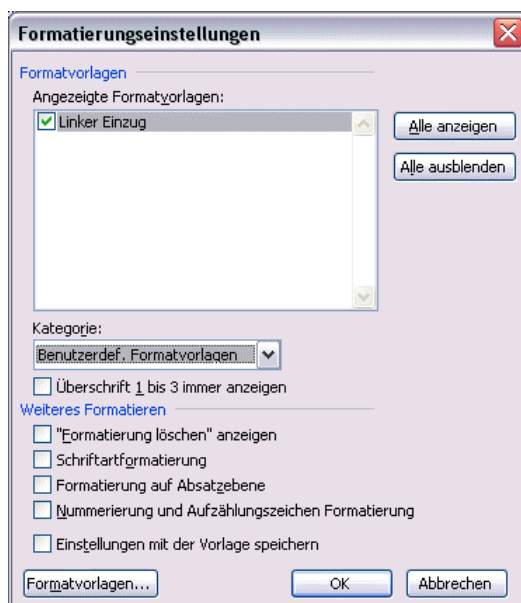 Formatierungseinstellungen
Formatvorlagen
Angezeigte Formatvorlagen:
Linker Einzug
Alle anzeigen
Alle ausblenden
Kategorie:
Benutzerdef. Formatvorlagen
Überschrift 1 bis 3 immer anzeigen
Weiteres Formatieren
"Formatierung löschen" anzeigen
Schriftartformatierung
Formatierung auf Absatzebene
Nummerierung und Aufzählungszeichen Formatierung
Einstellungen mit der Vorlage speichern
Formatvorlagen... OK Abbrechen